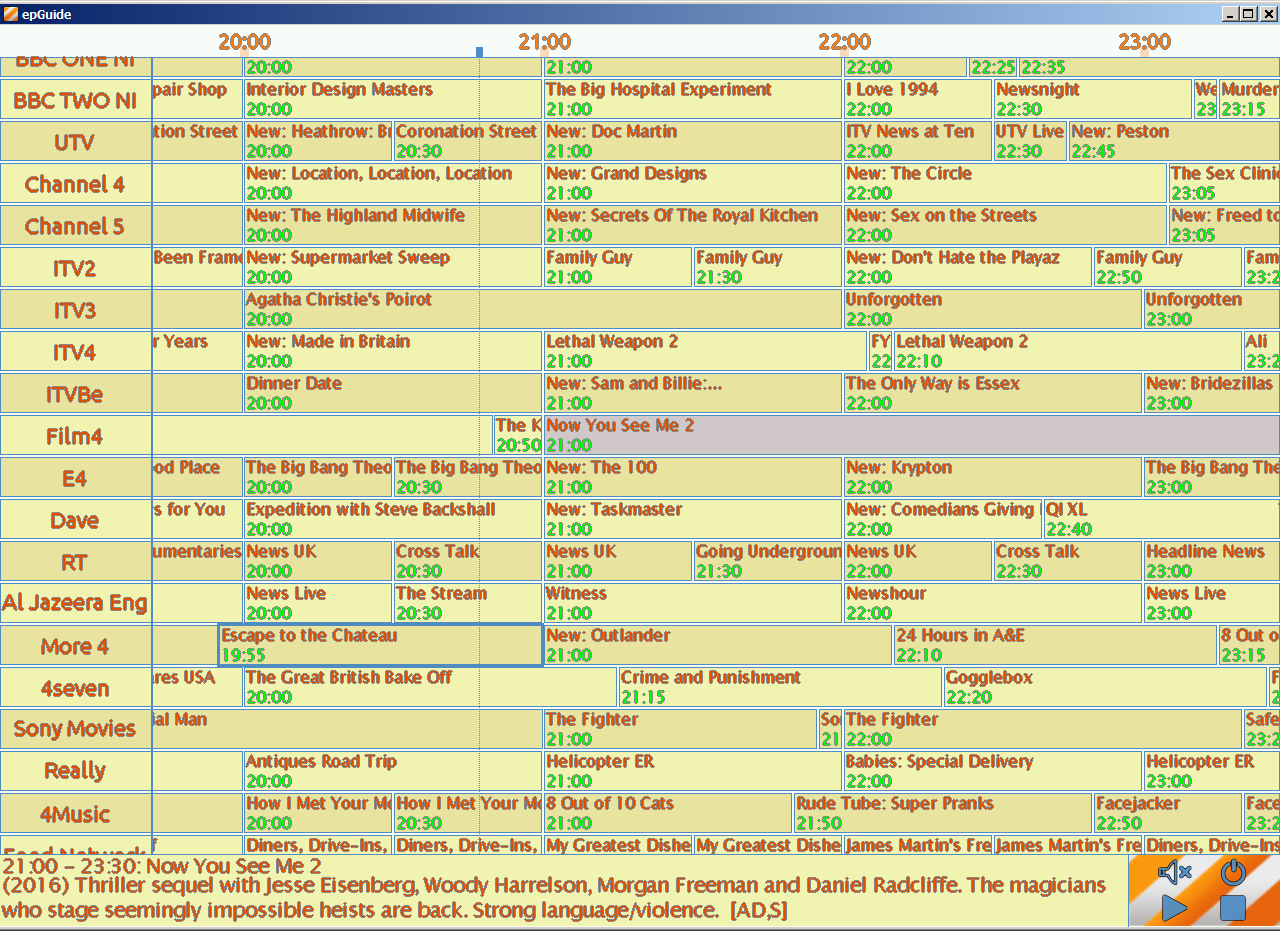 epGuide
20:00 21:00 22:00 23:00
BBC ONE NI
20:00 21:00 22:00 22:25 22:35
BBC TWO NI
pair Shop Interior Design Masters The Big Hospital Experiment I Love 1994 Newsnight We Murder
20:00 21:00 22:00 22:30 23 23:15
UTV
tion Street New: Heathrow: Br Coronation Street New: Doc Martin ITV News at Ten UTV Live New: Peston
20:00 20:30 21:00 22:00 22:30 22:45
Channel 4
New: Location, Location, Location New: Grand Designs New: The Circle The Sex Clinic
20:00 21:00 22:00 23:05
Channel 5
New: The Highland Midwife New: Secrets Of The Royal Kitchen New: Sex on the Streets New: Freed to
20:00 21:00 22:00 23:05
ITV2
Been Frame New: Supermarket Sweep Family Guy Family Guy New: Don't Hate the Playaz Family Guy Fam
20:00 21:00 21:30 22:00 22:50 23:2
ITV3
Agatha Christie's Poirot Unforgotten Unforgotten
20:00 22:00 23:00
ITV4
r Years New: Made in Britain Lethal Weapon 2 FY Lethal Weapon 2 Ali
20:00 21:00 22 22:10 23:2
ITVBe
Dinner Date New: Sam and Billie:... The Only Way is Essex New: Bridezillas
20:00 21:00 22:00 23:00
Film4
The K Now You See Me 2
20:50 21:00
E4
od Place The Big Bang Theo The Big Bang Theo New: The 100 New: Krypton The Big Bang The
20:00 20:30 21:00 22:00 23:00
Dave
s for You Expedition with Steve Backshall New: Taskmaster New: Comedians Giving QI XL
20:00 21:00 22:00 22:40
RT
umentaries News UK Cross Talk News UK Going Undergroun News UK Cross Talk Headline News
20:00 20:30 21:00 21:30 22:00 22:30 23:00
Al Jazeera Eng
News Live The Stream Witness Newshour News Live
20:00 20:30 21:00 22:00 23:00
More 4
Escape to the Chateau New: Outlander 24 Hours in A&E 8 Out o
19:55 21:00 22:10 23:15
4seven
res USA The Great British Bake Off Crime and Punishment Gogglebox F
20:00 21:15 22:20 2
Sony Movies
ial Man The Fighter So The Fighter Safe
21:00 21 22:00 23:2
Really
Antiques Road Trip Helicopter ER Babies: Special Delivery Helicopter ER
20:00 21:00 22:00 23:00
4Music
How I Met Your Mo How I Met Your Mo 8 Out of 10 Cats Rude Tube: Super Pranks Facejacker Face
20:00 20:30 21:00 21:50 22:50 23:2
Food Network
f Diners, Drive-Ins, Diners, Drive-Ins, My Greatest Dishe My Greatest Dishe James Martin's Fre James Martin's Fre Diners, Drive-Ins
21:00 – 23:30: Now You See Me 2
(2016) Thriller sequel with Jesse Eisenberg, Woody Harrelson, Morgan Freeman and Daniel Radcliffe. The magicians
who stage seemingly impossible heists are back. Strong language/violence. [AD,S]